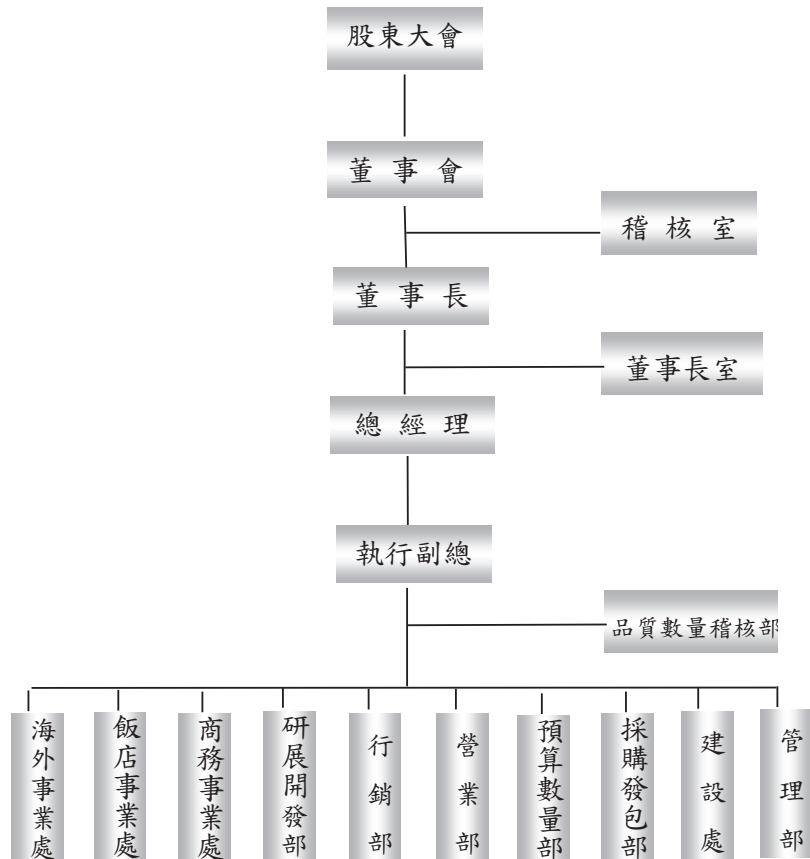 股東大會
董事會
稽核室
董事長
董事長室
總經理
執行副總
品質數量稽核部
海外事業處
飯店事業處
商務事業處
研展開發部
行銷部
營業部
預算數量部
採購發包部
建設處
管理部